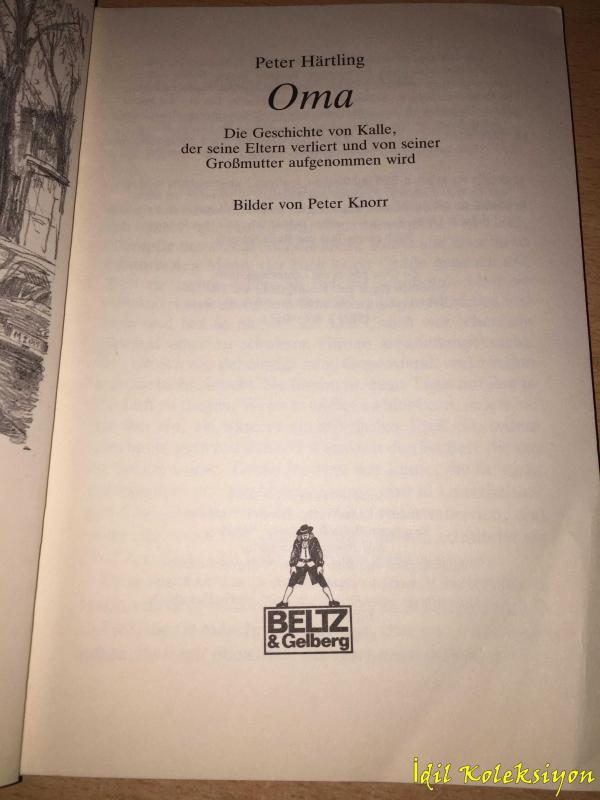 Peter Härtling
Oma
Die Geschichte von Kalle,
der seine Eltern verliert und von seiner
Großmutter aufgenommen wird
Bilder von Peter Knorr
BELTZ
& Gelberg
İdil Koleksiyon